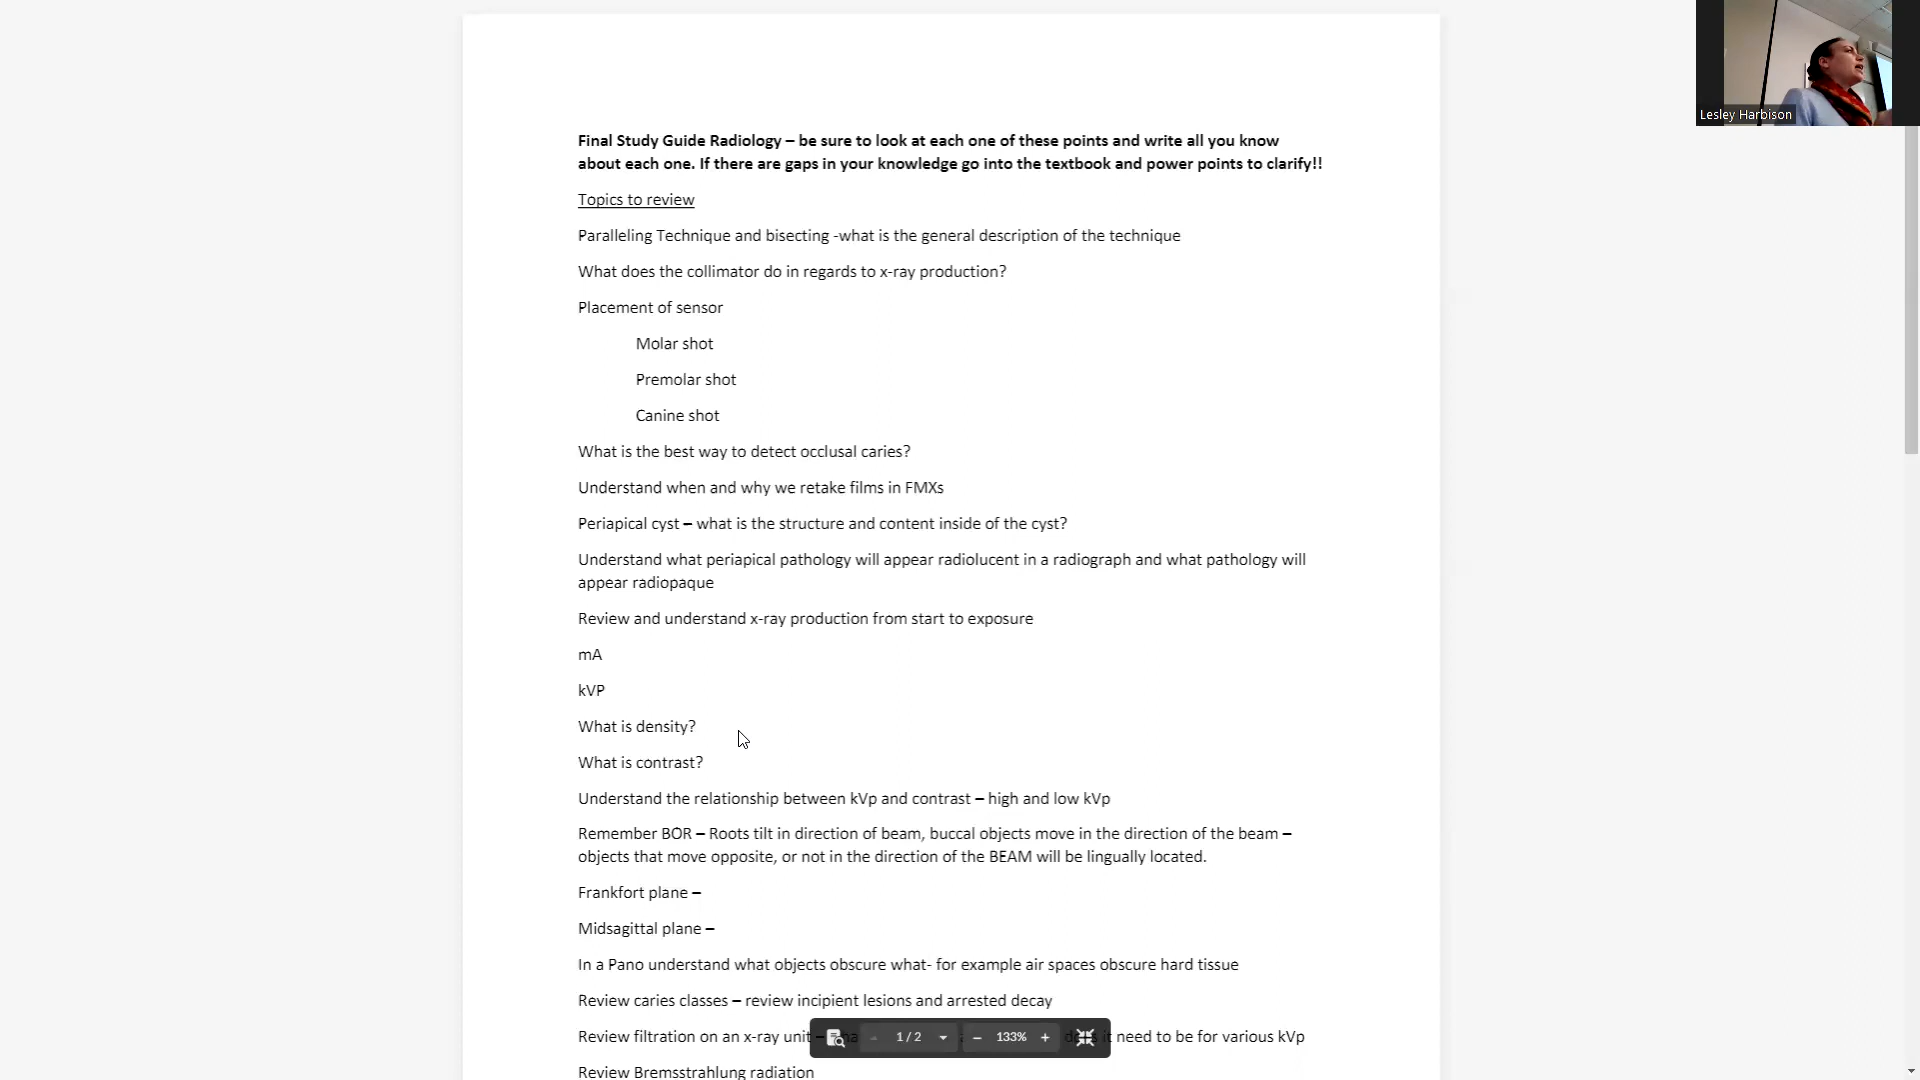 Lesley Harbison
Final Study Guide Radiology – be sure to look at each one of these points and write all you know
about each one. If there are gaps in your knowledge go into the textbook and power points to clarify!!
Topics to review
Paralleling Technique and bisecting -what is the general description of the technique
What does the collimator do in regards to x-ray production?
Placement of sensor
Molar shot
Premolar shot
Canine shot
What is the best way to detect occlusal caries?
Understand when and why we retake films in FMXs
Periapical cyst – what is the structure and content inside of the cyst?
Understand what periapical pathology will appear radiolucent in a radiograph and what pathology will
appear radiopaque
Review and understand x-ray production from start to exposure
mA
kVP
What is density?
What is contrast?
Understand the relationship between kVp and contrast – high and low kVp
Remember BOR – Roots tilt in direction of beam, buccal objects move in the direction of the beam –
objects that move opposite, or not in the direction of the BEAM will be lingually located.
Frankfort plane –
Midsagittal plane –
In a Pano understand what objects obscure what- for example air spaces obscure hard tissue
Review caries classes – review incipient lesions and arrested decay
Review filtration on an x-ray unit – it need to be for various kVp
1 / 2 – 133% +
Review Bremsstrahlung radiation